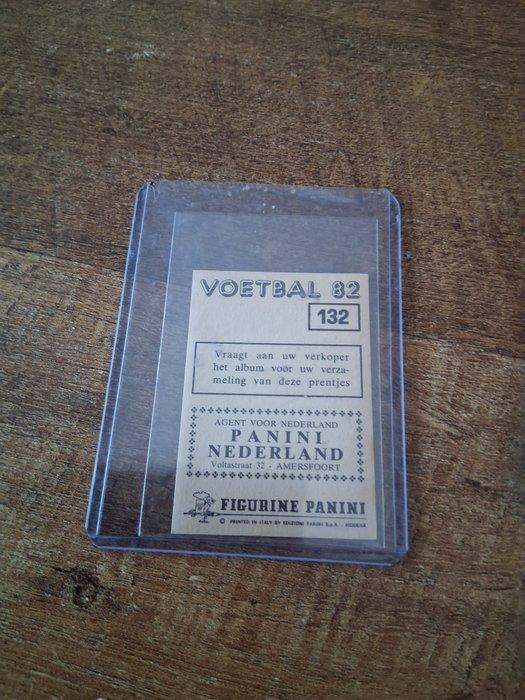 VOETBAL 82
132
Vraagt aan uw verkoper
het album voor uw verza-
meling van deze prentjes
AGENT VOOR NEDERLAND
PANINI
NEDERLAND
Voltastraat 32 - AMERSFOORT
FIGURINE PANINI
© PRINTED IN ITALY BY EDIZIONI PANINI S.p.A. - MODENA